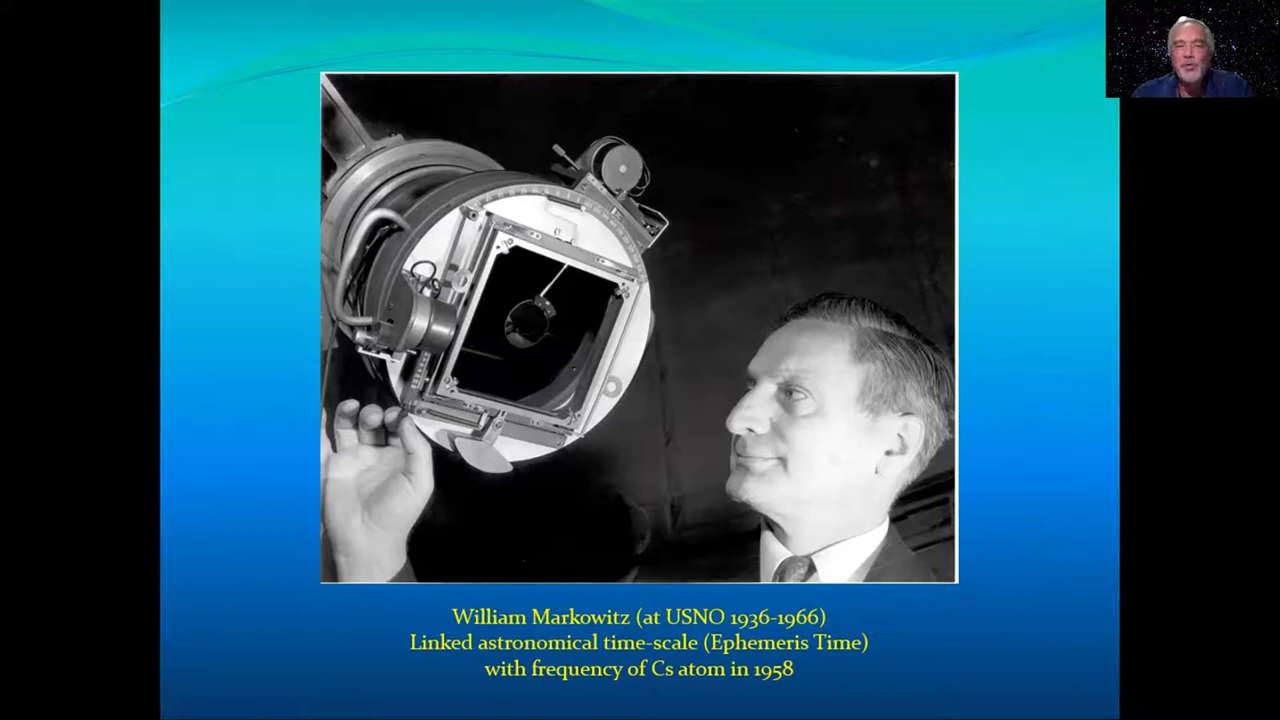 William Markowitz (at USNO 1936-1966)
Linked astronomical time-scale (Ephemeris Time)
with frequency of Cs atom in 1958